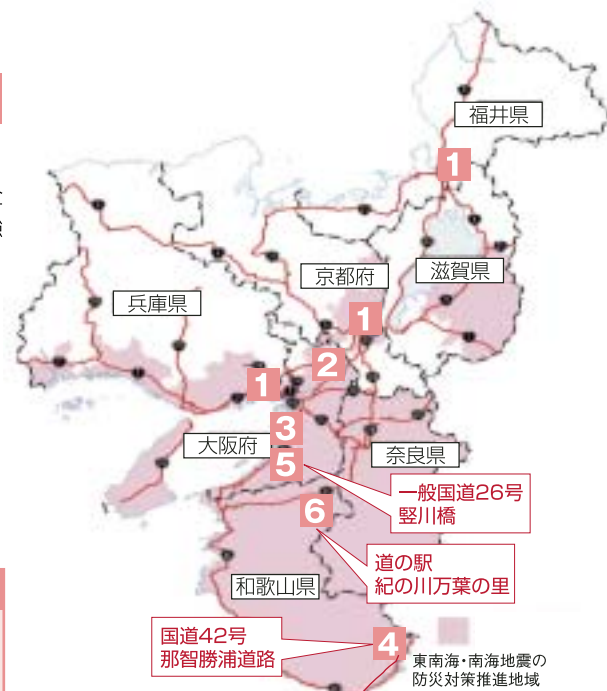 福井県
1
京都府
滋賀県
兵庫県
1
2
1
3
大阪府
奈良県
5
一般国道26号
竪川橋
6
道の駅
紀の川万葉の里
和歌山県
国道42号
那智勝浦道路
4
東南海・南海地震の
防災対策推進地域